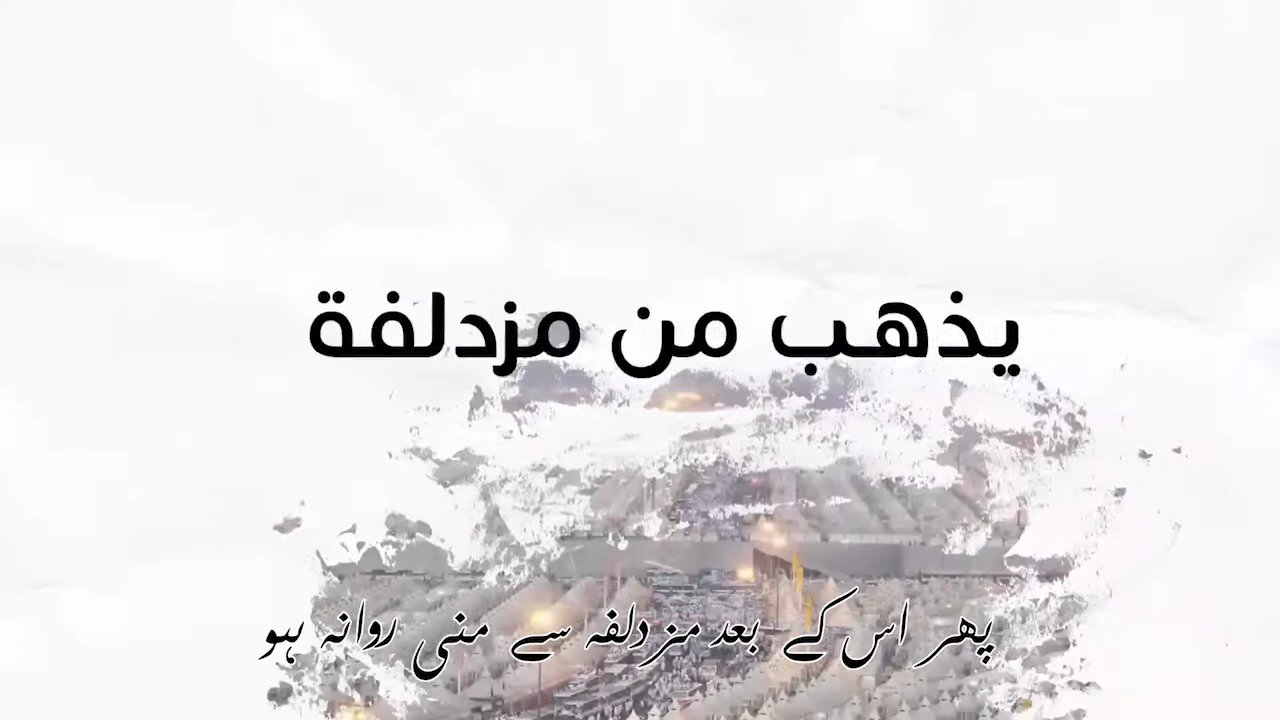 يذهب من مزدلفة
پھر اس کے بعد مزدلفہ سے منی روانہ ہو